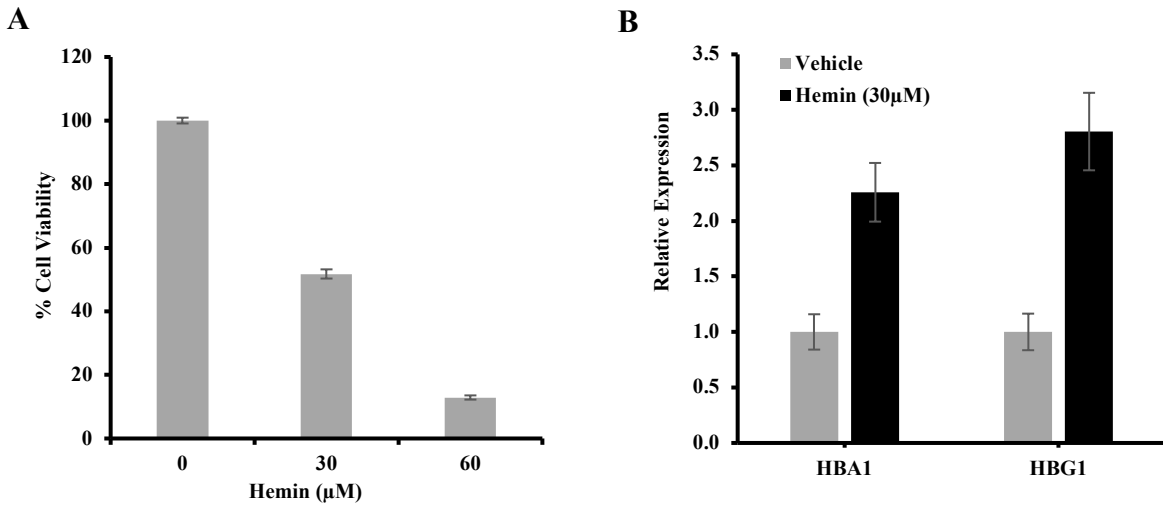 A
120
100
80
60
40
20
0
% Cell Viability
0 30 60
Hemin (µM)
B
Vehicle
Hemin (30µM)
3.5
3.0
2.5
2.0
1.5
1.0
0.5
0.0
Relative Expression
HBA1 HBG1